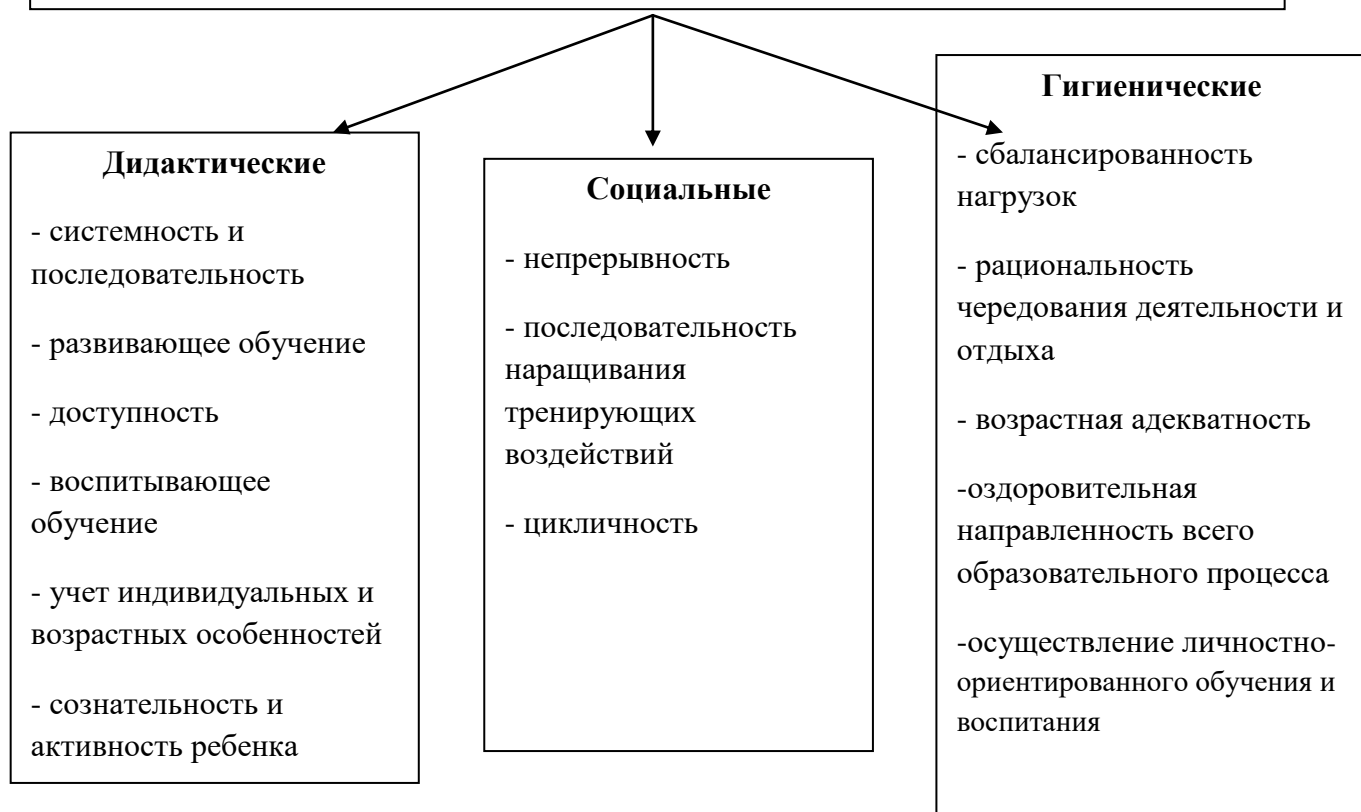 Дидактические
- системность и
последовательность
- развивающее обучение
- доступность
- воспитывающее
обучение
- учет индивидуальных и
возрастных особенностей
- сознательность и
активность ребенка
Социальные
- непрерывность
- последовательность
наращивания
тренирующих
воздействий
- цикличность
Гигиенические
- сбалансированность
нагрузок
- рациональность
чередования деятельности и
отдыха
- возрастная адекватность
-оздоровительная
направленность всего
образовательного процесса
-осуществление личностно-
ориентированного обучения и
воспитания